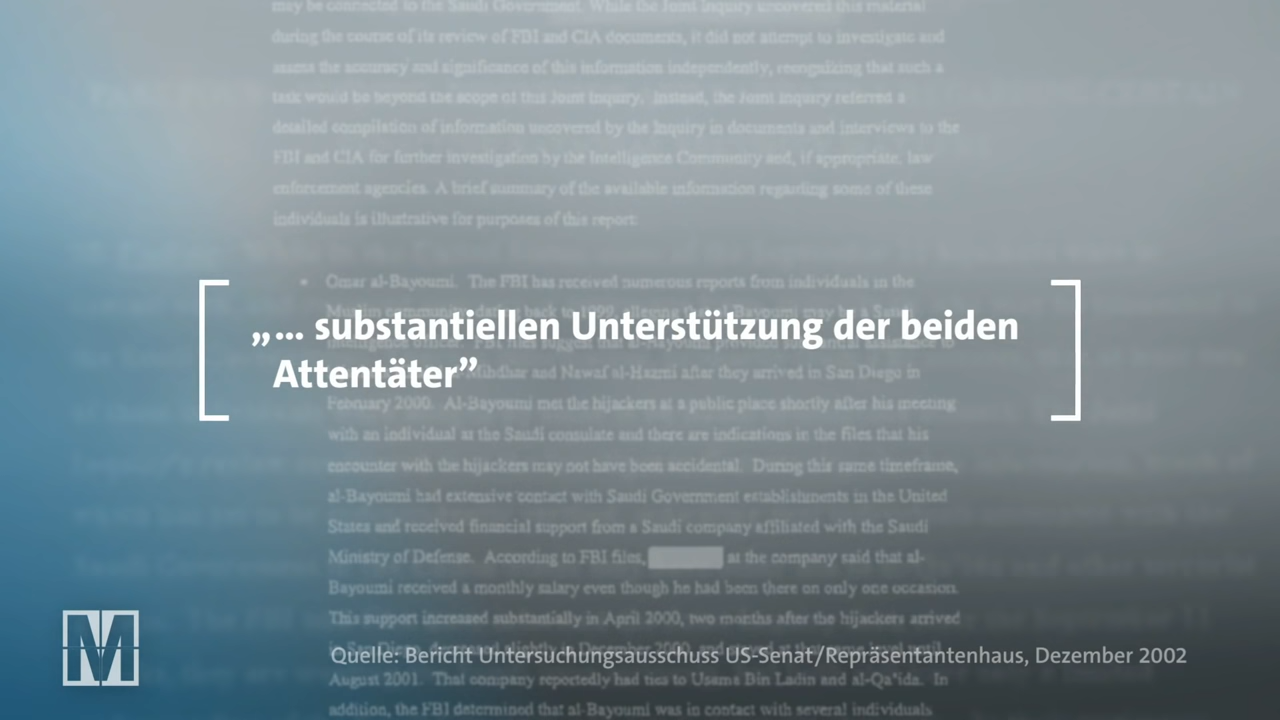 may be connected to the Saudi Government. While the Joint Inquiry uncovered this material
during the course of its review of FBI and CIA documents, it did not attempt to investigate and
assess the accuracy and significance of this information independently, recognizing that such a
task would be beyond the scope of this Joint Inquiry. Instead, the Joint Inquiry referred a
detailed compilation of information uncovered by the Inquiry in documents and interviews to the
FBI and CIA for further investigation by the Intelligence Community and, if appropriate, law
enforcement agencies. A brief summary of the available information regarding some of these
individuals is illustrative for purposes of this report:
• Omar al-Bayoumi. The FBI has received numerous reports from individuals in the
„... substantiellen Unterstützung der beiden
Attentäter”
Mihdhar and Nawaf al-Hazmi after they arrived in San Diego in
February 2000. Al-Bayoumi met the hijackers at a public place shortly after his meeting
with an individual at the Saudi consulate and there are indications in the files that his
encounter with the hijackers may not have been accidental. During this same timeframe,
al-Bayoumi had extensive contact with Saudi Government establishments in the United
States and received financial support from a Saudi company affiliated with the Saudi
Ministry of Defense. According to FBI files, at the company said that al-
Bayoumi received a monthly salary even though he had been there on only one occasion.
This support increased substantially in April 2000, two months after the hijackers arrived
Quelle: Bericht Untersuchungsausschuss US-Senat/Repräsentantenhaus, Dezember 2002
August 2001. That company reportedly had ties to Usama Bin Ladin and al-Qa'ida. In
addition, the FBI determined that al-Bayoumi was in contact with several individuals
M